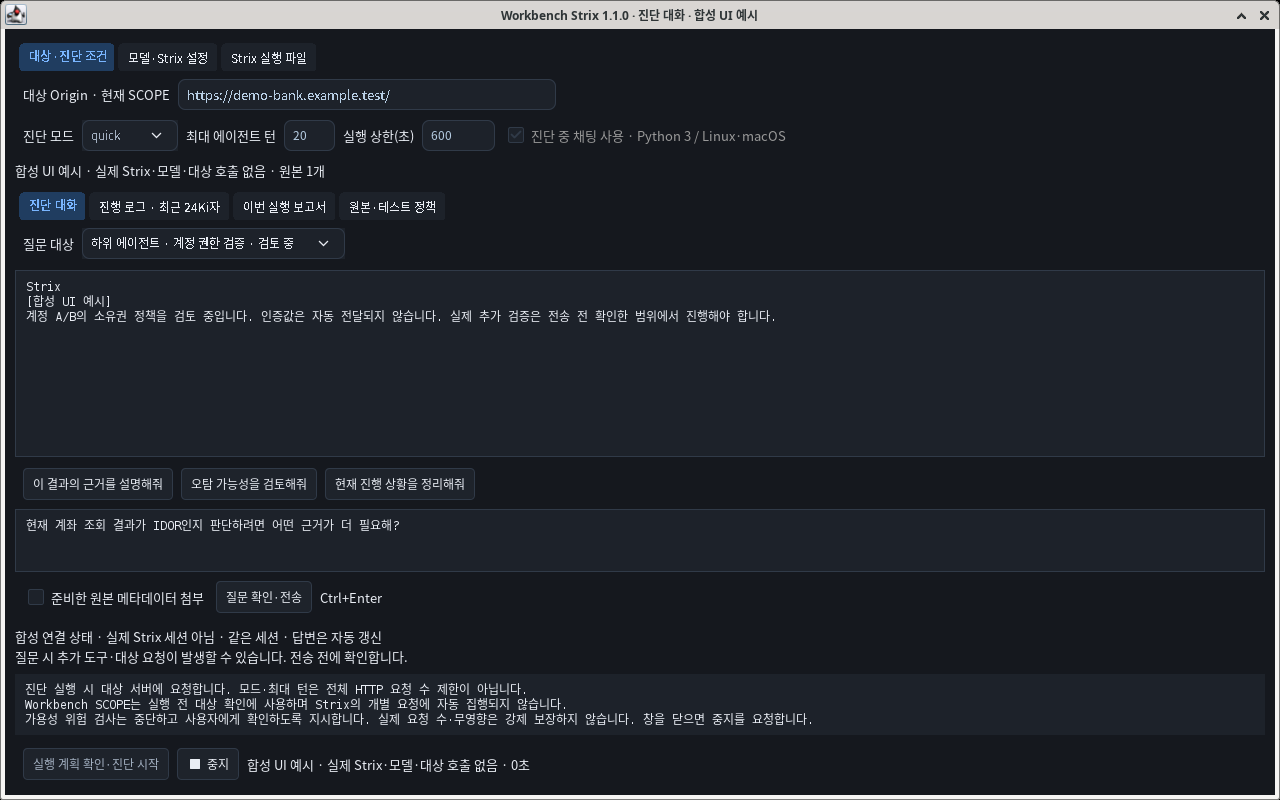 Workbench Strix 1.1.0 · 진단 대화 · 합성 UI 예시
대상 · 진단 조건 모델 · Strix 설정 Strix 실행 파일
대상 Origin · 현재 SCOPE https://demo-bank.example.test/
진단 모드 quick 최대 에이전트 턴 20 실행 상한(초) 600 진단 중 채팅 사용 · Python 3 / Linux·macOS
합성 UI 예시 · 실제 Strix·모델·대상 호출 없음 · 원본 1개
진단 대화 진행 로그 · 최근 24Ki자 이번 실행 보고서 원본·테스트 정책
질문 대상 하위 에이전트 · 계정 권한 검증 · 검토 중
Strix
[합성 UI 예시]
계정 A/B의 소유권 정책을 검토 중입니다. 인증값은 자동 전달되지 않습니다. 실제 추가 검증은 전송 전 확인한 범위에서 진행해야 합니다.
이 결과의 근거를 설명해줘 오탐 가능성을 검토해줘 현재 진행 상황을 정리해줘
현재 계좌 조회 결과가 IDOR인지 판단하려면 어떤 근거가 더 필요해?
준비한 원본 메타데이터 첨부 질문 확인·전송 Ctrl+Enter
합성 연결 상태 · 실제 Strix 세션 아님 · 같은 세션 · 답변은 자동 갱신
질문 시 추가 도구·대상 요청이 발생할 수 있습니다. 전송 전에 확인합니다.
진단 실행 시 대상 서버에 요청합니다. 모드·최대 턴은 전체 HTTP 요청 수 제한이 아닙니다.
Workbench SCOPE는 실행 전 대상 확인에 사용하며 Strix의 개별 요청에 자동 집행되지 않습니다.
가용성 위험 검사는 중단하고 사용자에게 확인하도록 지시합니다. 실제 요청 수·무영향은 강제 보장하지 않습니다. 창을 닫으면 중지를 요청합니다.
실행 계획 확인·진단 시작 중지 합성 UI 예시 · 실제 Strix·모델·대상 호출 없음 · 0초